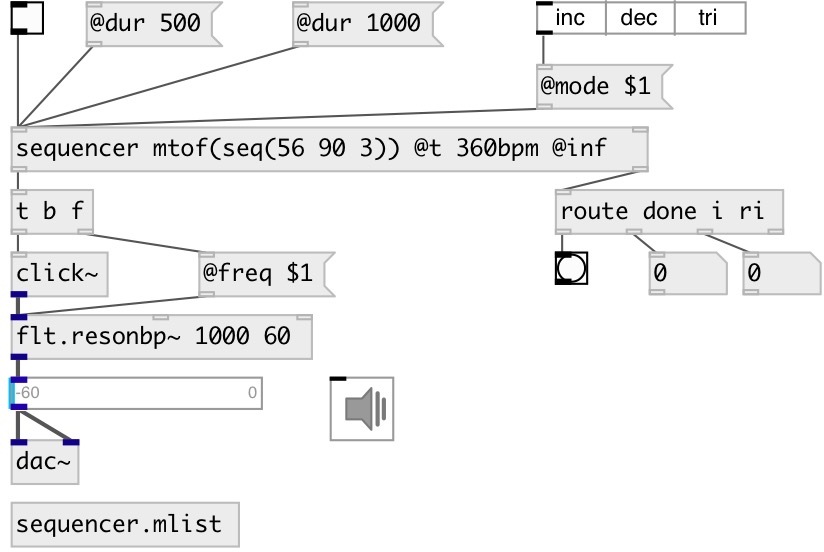 @dur 500
@dur 1000
inc dec tri
@mode $1
sequencer mtof(seq(56 90 3)) @t 360bpm @inf
t b f
route done i ri
click~
@freq $1
0
0
flt.resonbp~ 1000 60
-60 0
dac~
sequencer.mlist